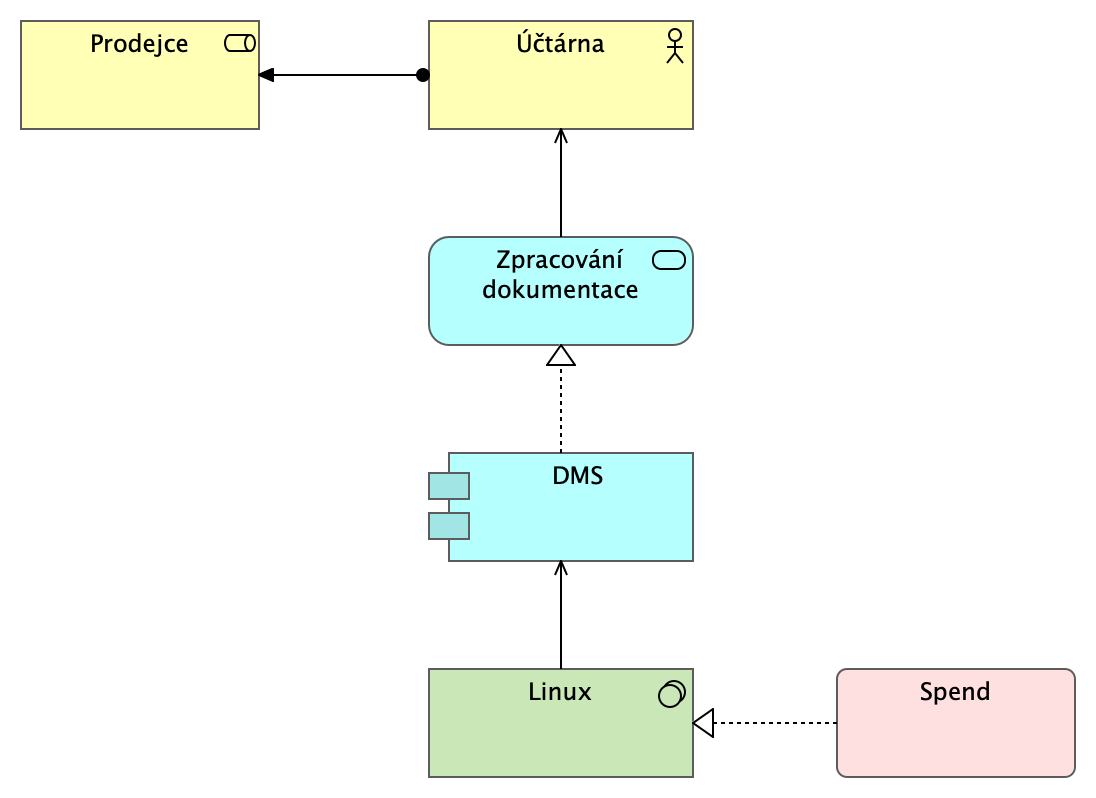 Prodejce
Účtárna
Zpracování
dokumentace
DMS
Linux
Spend